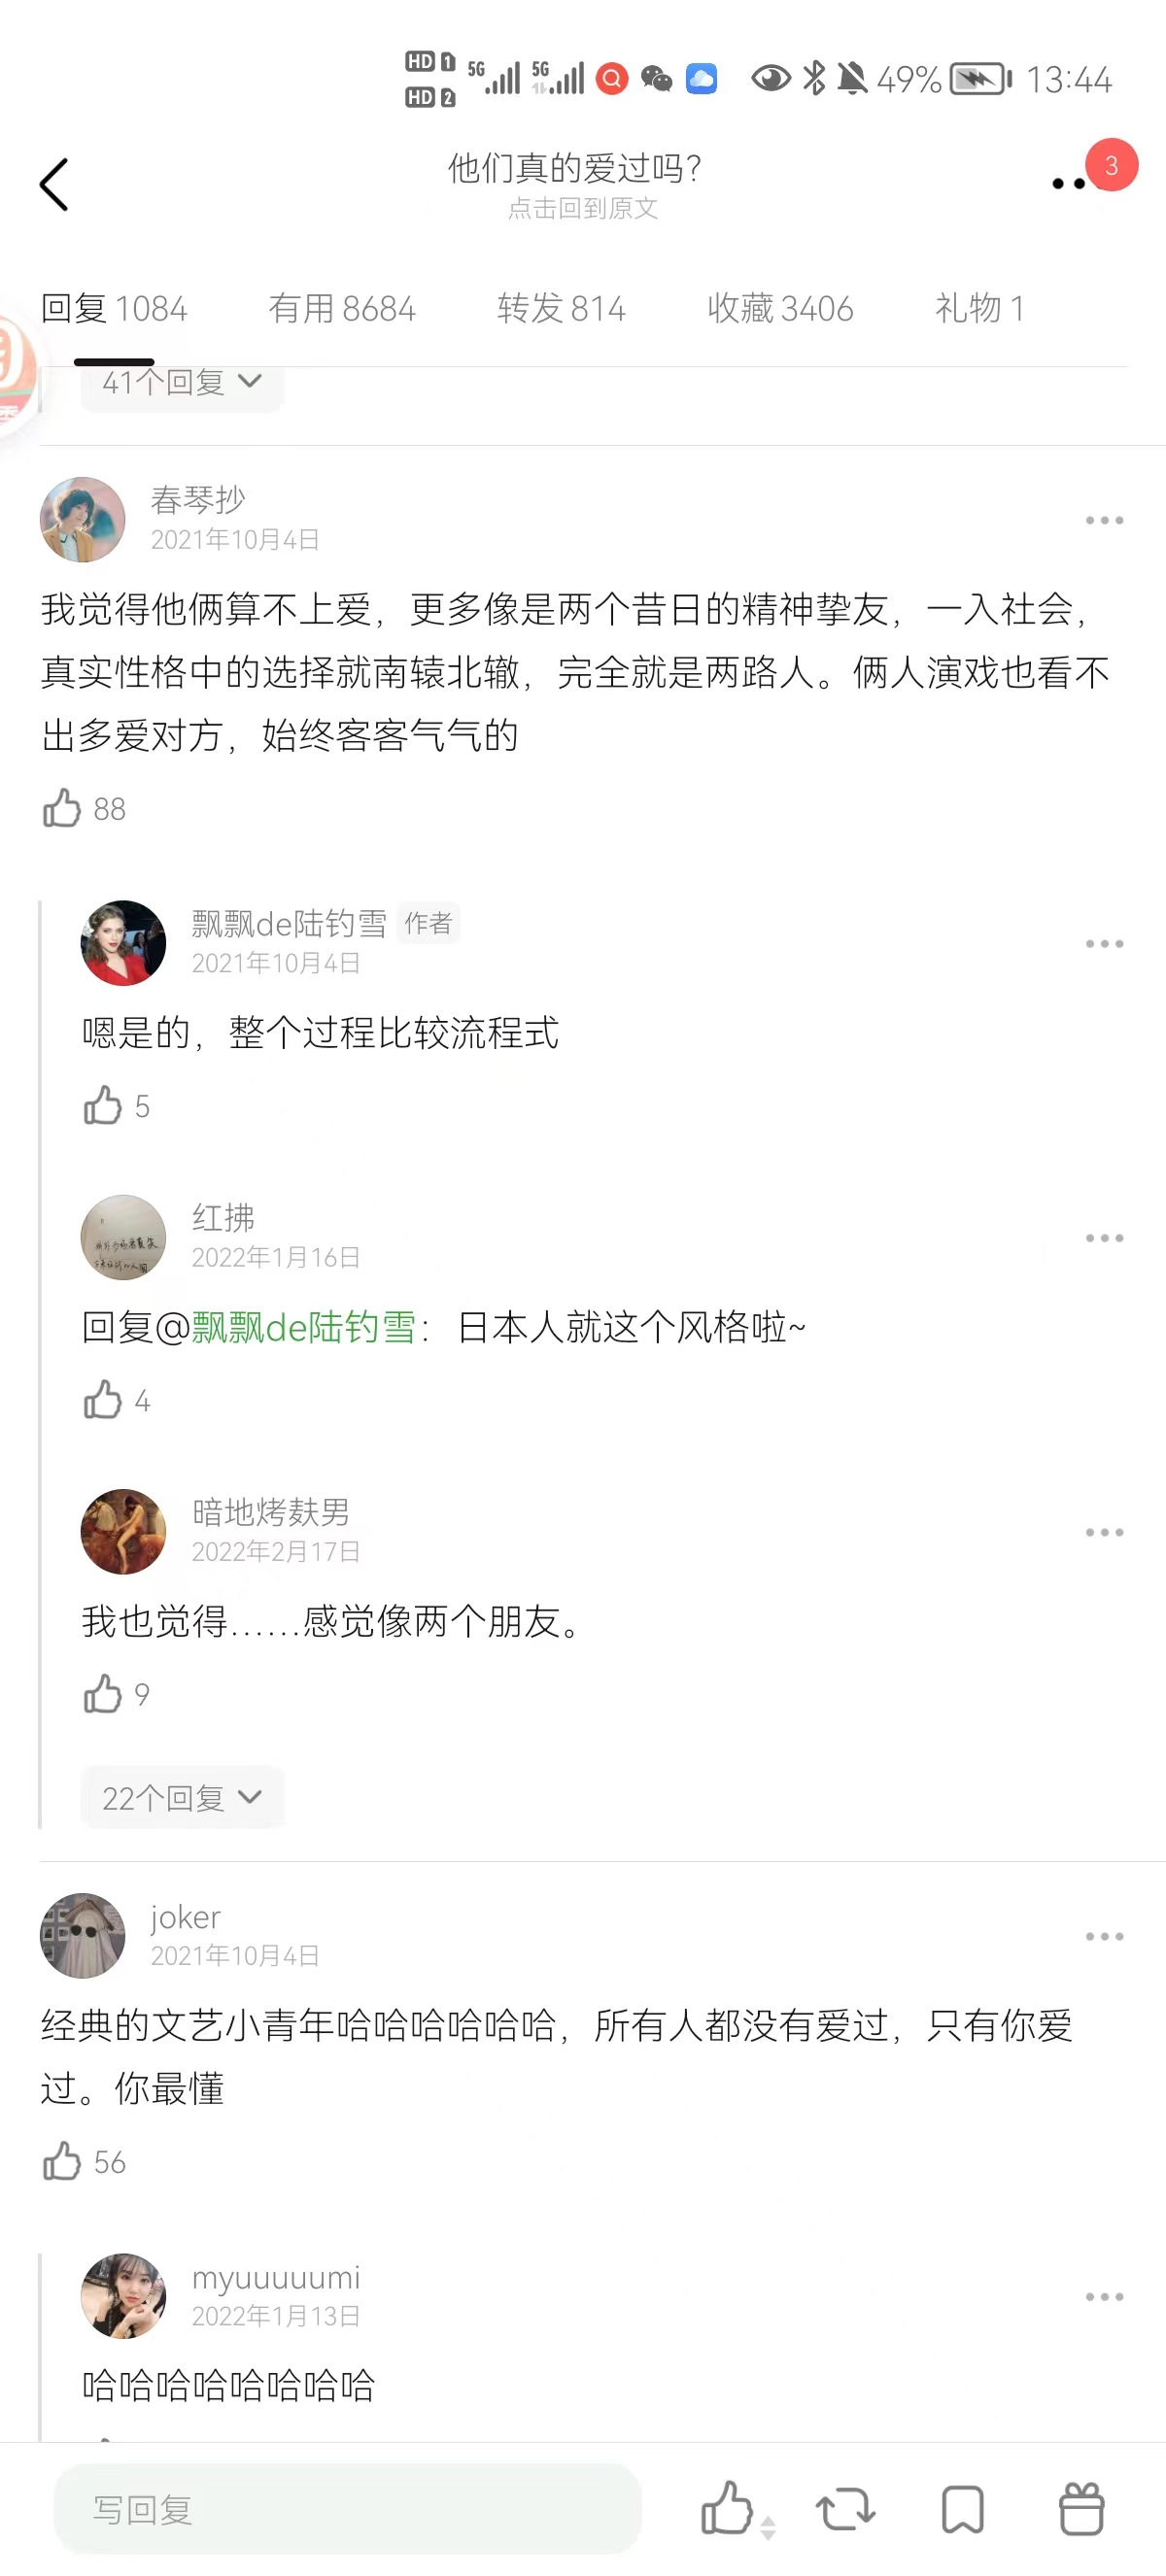 HD 1 5G 5G 49% 13:44
HD 2
他们真的爱过吗？
3
点击回到原文
回复 1084 有用 8684 转发 814 收藏 3406 礼物 1
41个回复
春琴抄
2021年10月4日
我觉得他俩算不上爱，更多像是两个昔日的精神挚友，一入社会，
真实性格中的选择就南辕北辙，完全就是两路人。俩人演戏也看不
出多爱对方，始终客客气气的
88
飘飘de陆钓雪 作者
2021年10月4日
嗯是的，整个过程比较流程式
5
红拂
2022年1月16日
回复@飘飘de陆钓雪：日本人就这个风格啦~
4
暗地烤麸男
2022年2月17日
我也觉得……感觉像两个朋友。
9
22个回复
joker
2021年10月4日
经典的文艺小青年哈哈哈哈哈哈，所有人都没有爱过，只有你爱
过。你最懂
56
myuuuuumi
2022年1月13日
哈哈哈哈哈哈哈哈
写回复